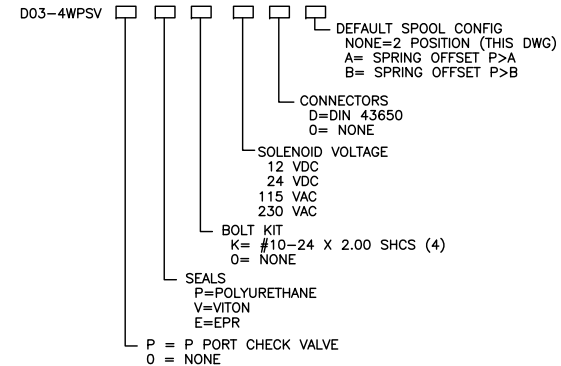 D03-4WPSV
DEFAULT SPOOL CONFIG
NONE=2 POSITION (THIS DWG)
A= SPRING OFFSET P>A
B= SPRING OFFSET P>B
CONNECTORS
D=DIN 43650
0= NONE
SOLENOID VOLTAGE
12 VDC
24 VDC
115 VAC
230 VAC
BOLT KIT
K= #10-24 X 2.00 SHCS (4)
0= NONE
SEALS
P=POLYURETHANE
V=VITON
E=EPR
P = P PORT CHECK VALVE
0 = NONE